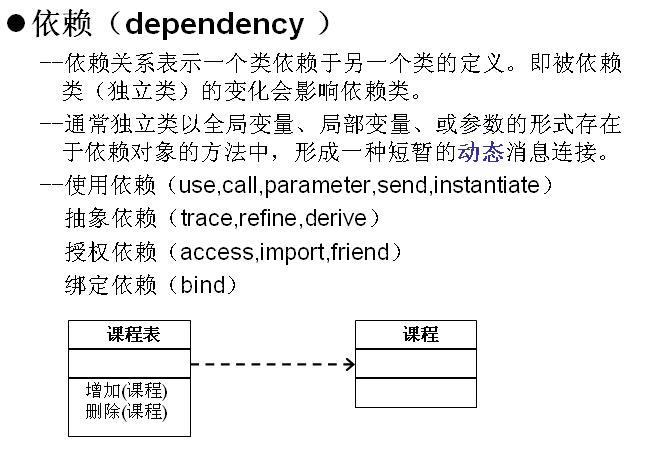 ●依赖（dependency ）
--依赖关系表示一个类依赖于另一个类的定义。即被依赖
类（独立类）的变化会影响依赖类。
--通常独立类以全局变量、局部变量、或参数的形式存在
于依赖对象的方法中，形成一种短暂的动态消息连接。
--使用依赖（use,call,parameter,send,instantiate）
抽象依赖（trace,refine,derive）
授权依赖（access,import,friend）
绑定依赖（bind）
课程表
课程
增加(课程)
删除(课程)